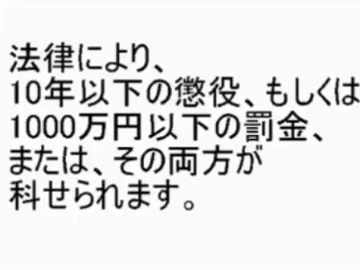 法律により、
10年以下の懲役、もしくは
1000万円以下の罰金、
または、その両方が
科せられます。